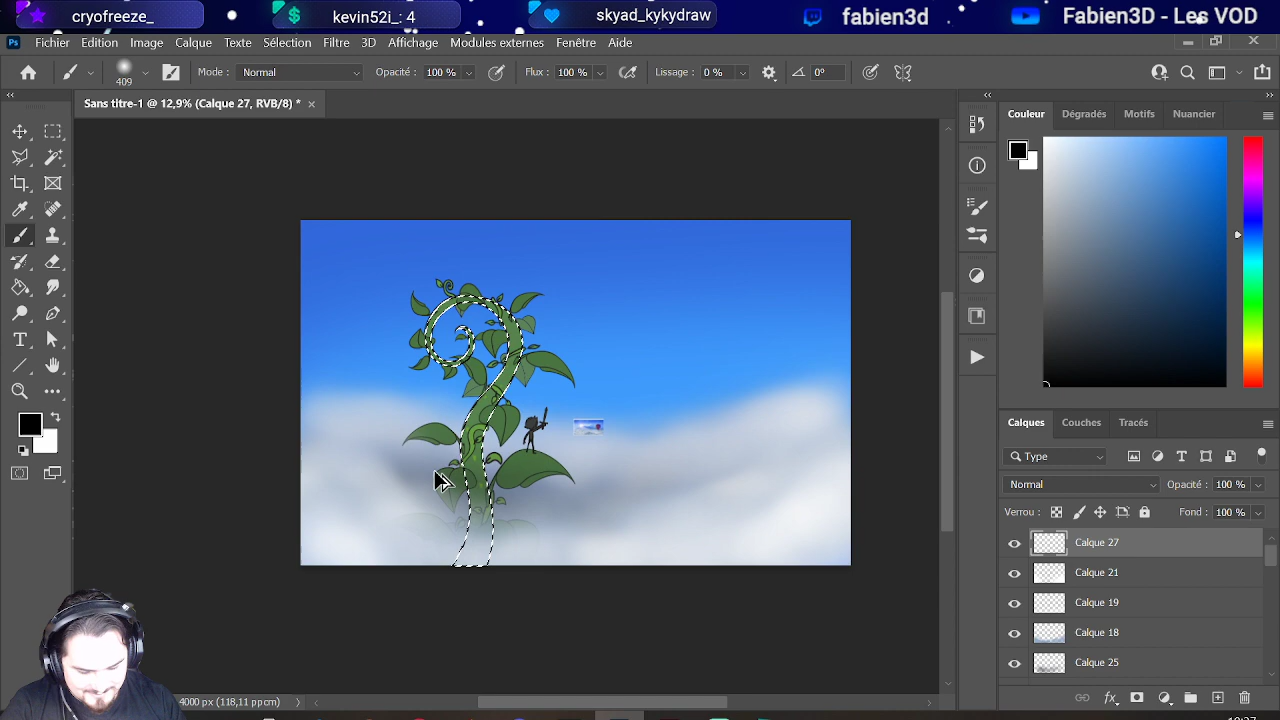 cryofreeze_
kevin52i_: 4
skyad_kykydraw
fabien3d
Fabien3D - Les VOD
Ps
Fichier Edition Image Calque Texte Sélection Filtre 3D Affichage Modules externes Fenêtre Aide
409
Mode : Normal
Opacité : 100 %
Flux : 100 %
Lissage : 0 %
0°
Sans titre-1 @ 12,9% (Calque 27, RVB/8) *
Couleur Dégradés Motifs Nuancier
Calques Couches Tracés
Type
Normal
Opacité : 100 %
Verrou :
Fond : 100 %
Calque 27
Calque 21
Calque 19
Calque 18
Calque 25
4000 px (118,11 ppcm)